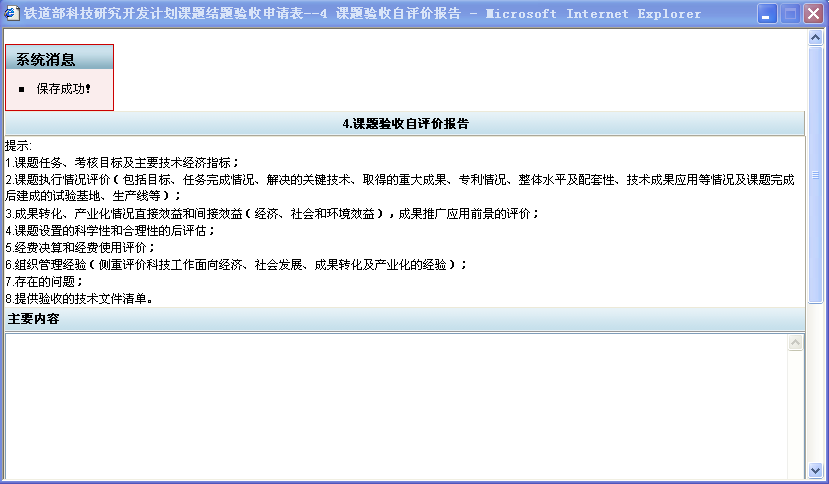 铁道部科技研究开发计划课题结题验收申请表--4 课题验收自评价报告 - Microsoft Internet Explorer
系统消息
▪ 保存成功!
4.课题验收自评价报告
提示:
1.课题任务、考核目标及主要技术经济指标；
2.课题执行情况评价（包括目标、任务完成情况、解决的关键技术、取得的重大成果、专利情况、整体水平及配套性、技术成果应用等情况及课题完成
后建成的试验基地、生产线等）；
3.成果转化、产业化情况直接效益和间接效益（经济、社会和环境效益），成果推广应用前景的评价；
4.课题设置的科学性和合理性的后评估；
5.经费决算和经费使用评价；
6.组织管理经验（侧重评价科技工作面向经济、社会发展、成果转化及产业化的经验）；
7.存在的问题；
8.提供验收的技术文件清单。
主要内容